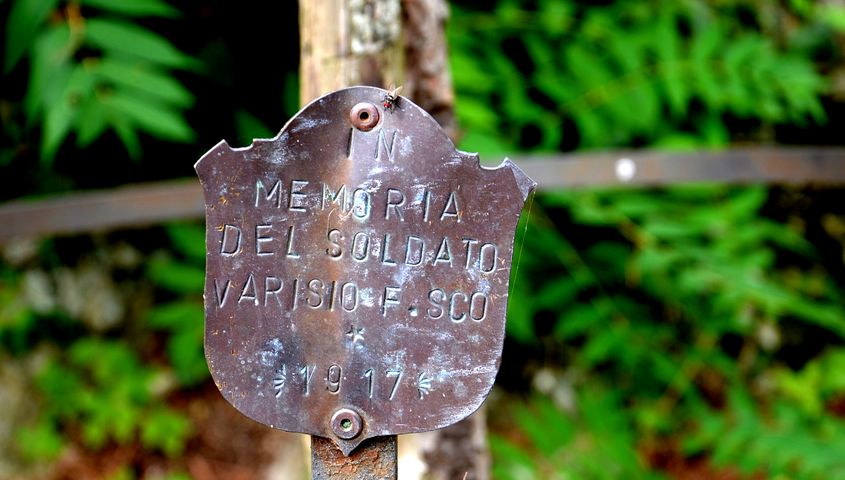 IN
MEMORIA
DEL SOLDATO
VARISIO F. SCO
1917